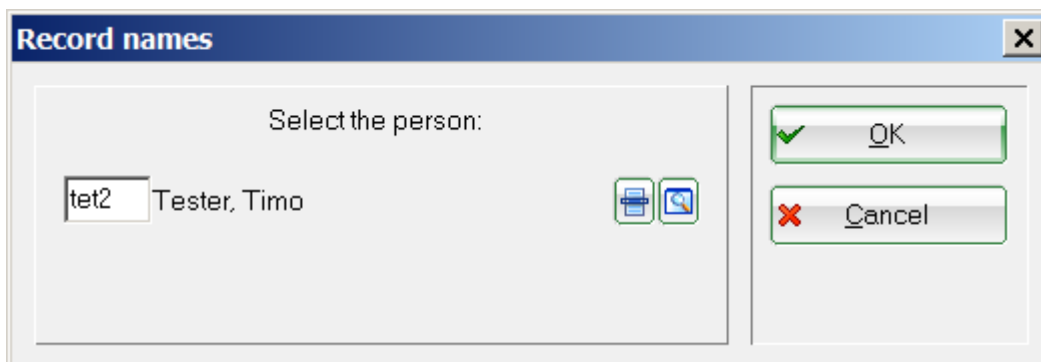 Record names
Select the person:
OK
tet2 Tester, Timo
Cancel